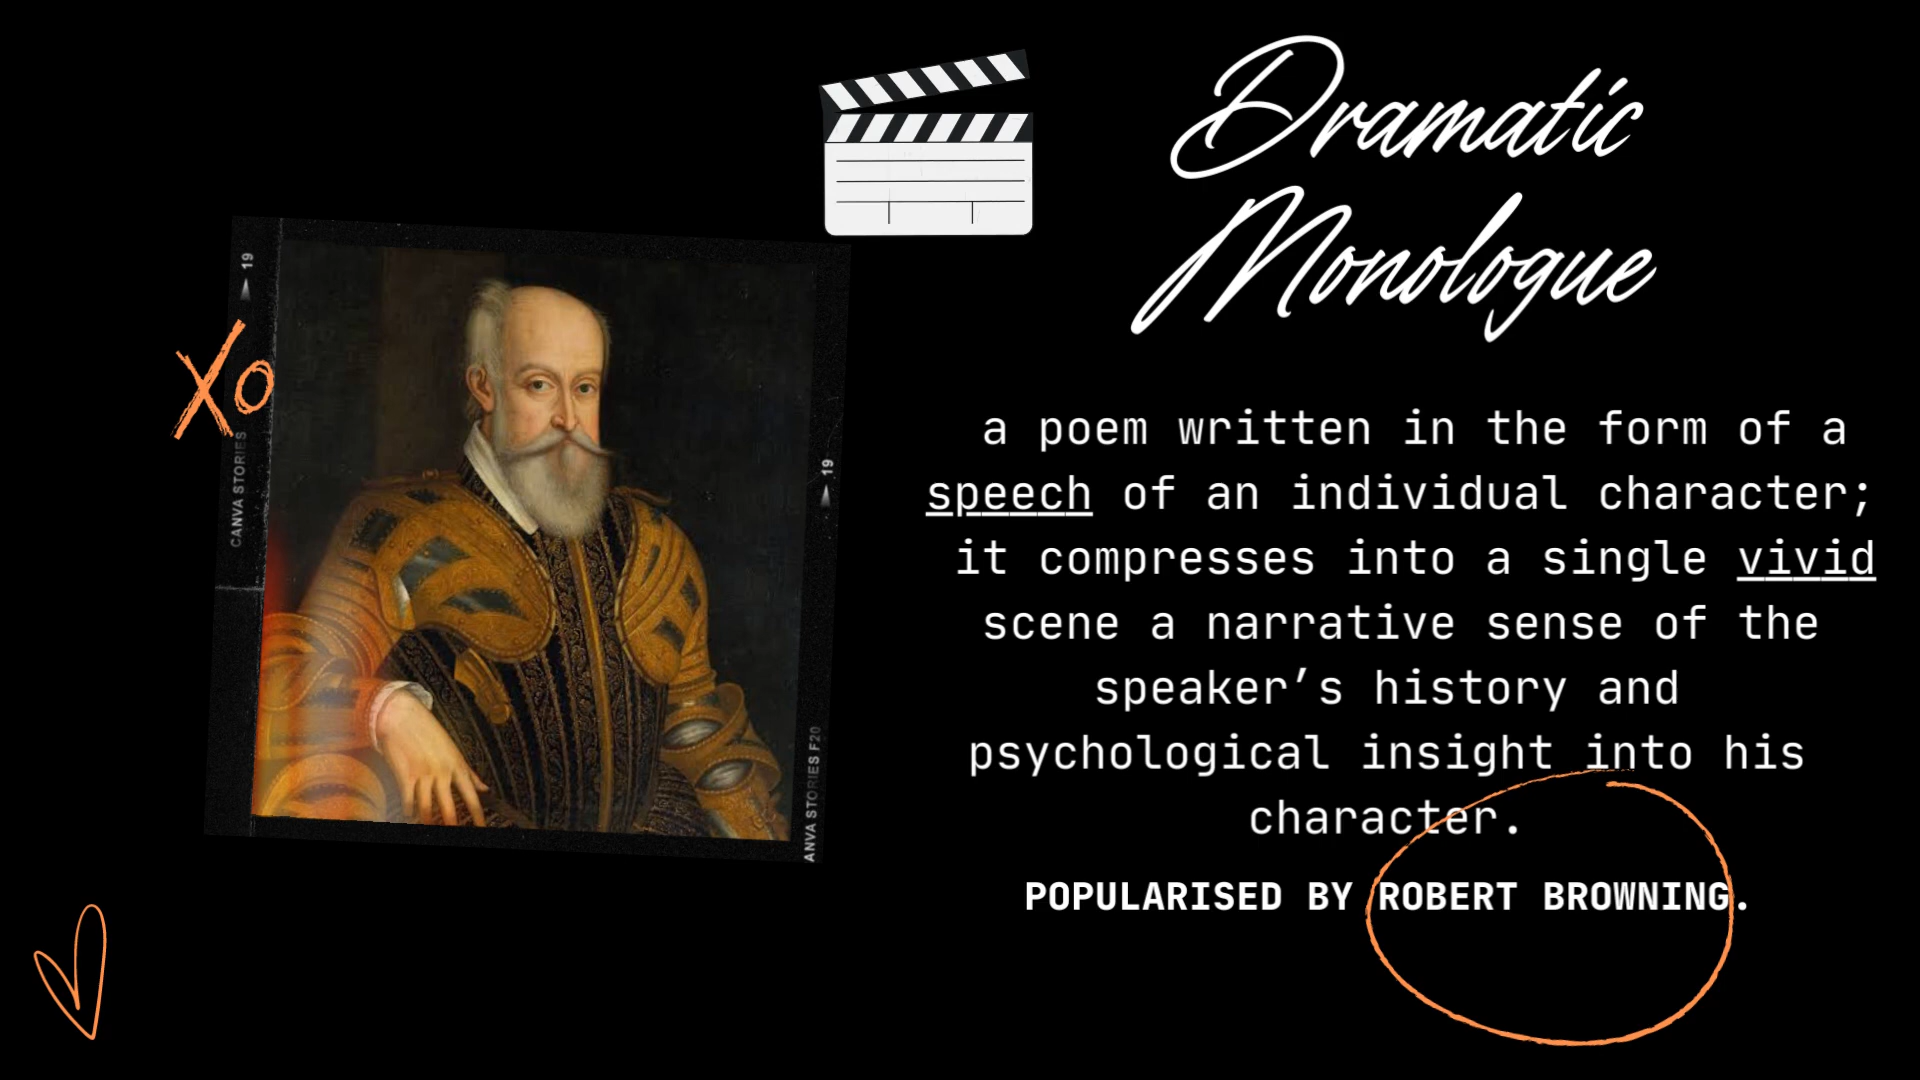 Dramatic
Monologue
19
XO
CANVA STORIES
19
ANVA STORIES F20
a poem written in the form of a
speech of an individual character;
it compresses into a single vivid
scene a narrative sense of the
speaker’s history and
psychological insight into his
character.
POPULARISED BY ROBERT BROWNING.